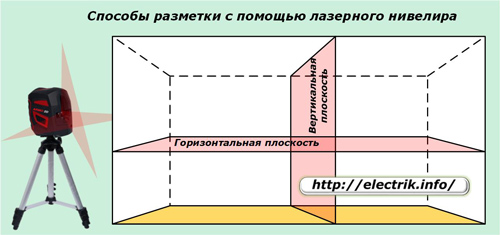 Способы разметки с помощью лазерного нивелира
Вертикальная
плоскость
Горизонтальная плоскость
http://electrik.info/